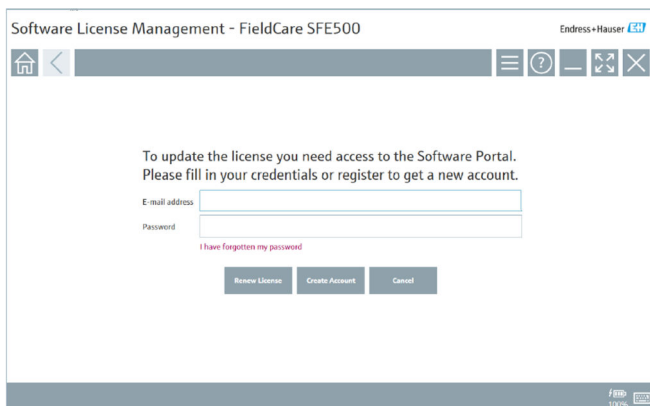 Software License Management - FieldCare SFE500
Endress+Hauser EH
?
To update the license you need access to the Software Portal.
Please fill in your credentials or register to get a new account.
E-mail address
Password
I have forgotten my password
Renew License Create Account Cancel
100%